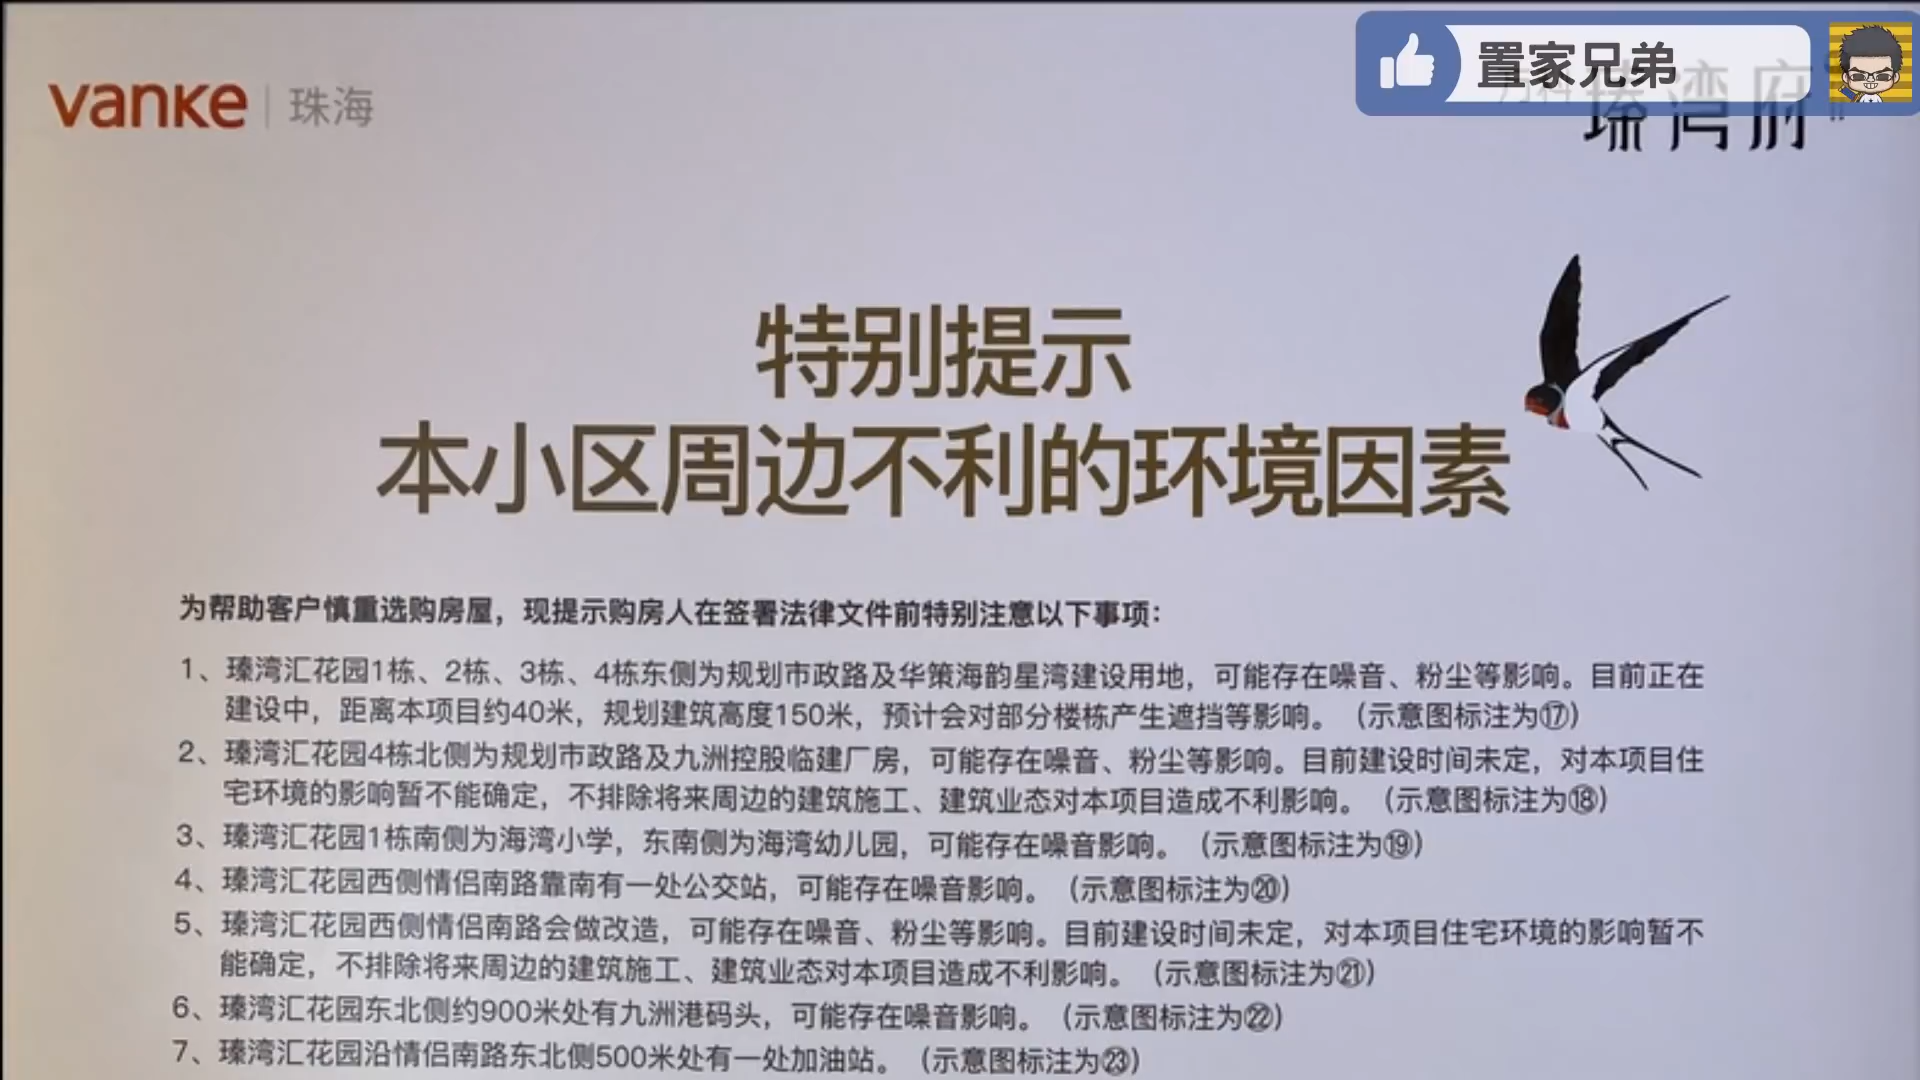 vanke 珠海
置家兄弟
瑧湾府
特别提示
本小区周边不利的环境因素
为帮助客户慎重选购房屋，现提示购房人在签署法律文件前特别注意以下事项：
1、瑧湾汇花园1栋、2栋、3栋、4栋东侧为规划市政路及华策海韵星湾建设用地，可能存在噪音、粉尘等影响。目前正在
建设中，距离本项目约40米，规划建筑高度150米，预计会对部分楼栋产生遮挡等影响。（示意图标注为⑰）
2、瑧湾汇花园4栋北侧为规划市政路及九洲控股临建厂房，可能存在噪音、粉尘等影响。目前建设时间未定，对本项目住
宅环境的影响暂不能确定，不排除将来周边的建筑施工、建筑业态对本项目造成不利影响。（示意图标注为⑱）
3、瑧湾汇花园1栋南侧为海湾小学，东南侧为海湾幼儿园，可能存在噪音影响。（示意图标注为⑲）
4、瑧湾汇花园西侧情侣南路靠南有一处公交站，可能存在噪音影响。（示意图标注为⑳）
5、瑧湾汇花园西侧情侣南路会做改造，可能存在噪音、粉尘等影响。目前建设时间未定，对本项目住宅环境的影响暂不
能确定，不排除将来周边的建筑施工、建筑业态对本项目造成不利影响。（示意图标注为㉑）
6、瑧湾汇花园东北侧约900米处有九洲港码头，可能存在噪音影响。（示意图标注为㉒）
7、瑧湾汇花园沿情侣南路东北侧500米处有一处加油站。（示意图标注为㉓）